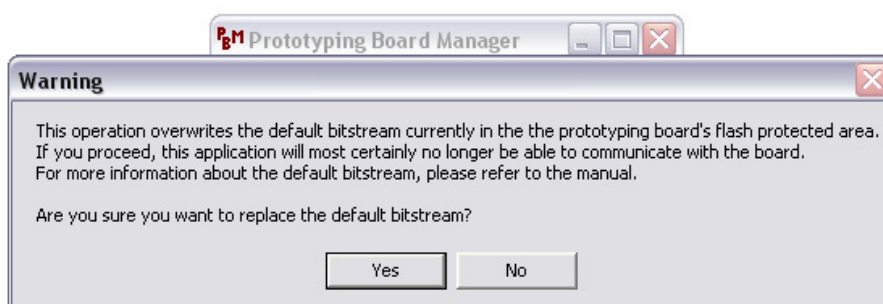 PBM Prototyping Board Manager
Warning
This operation overwrites the default bitstream currently in the the prototyping board's flash protected area.
If you proceed, this application will most certainly no longer be able to communicate with the board.
For more information about the default bitstream, please refer to the manual.
Are you sure you want to replace the default bitstream?
Yes No